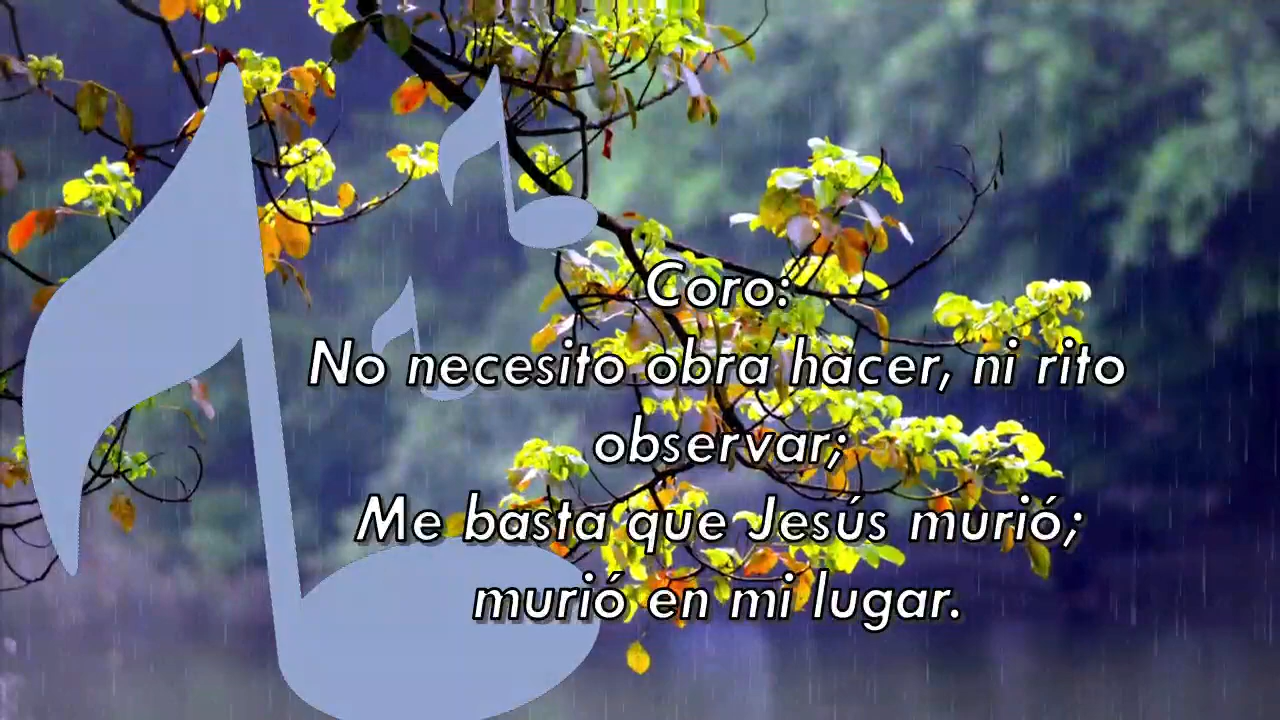 Coro:
No necesito obra hacer, ni rito
observar;
Me basta que Jesús murió;
murió en mi lugar.